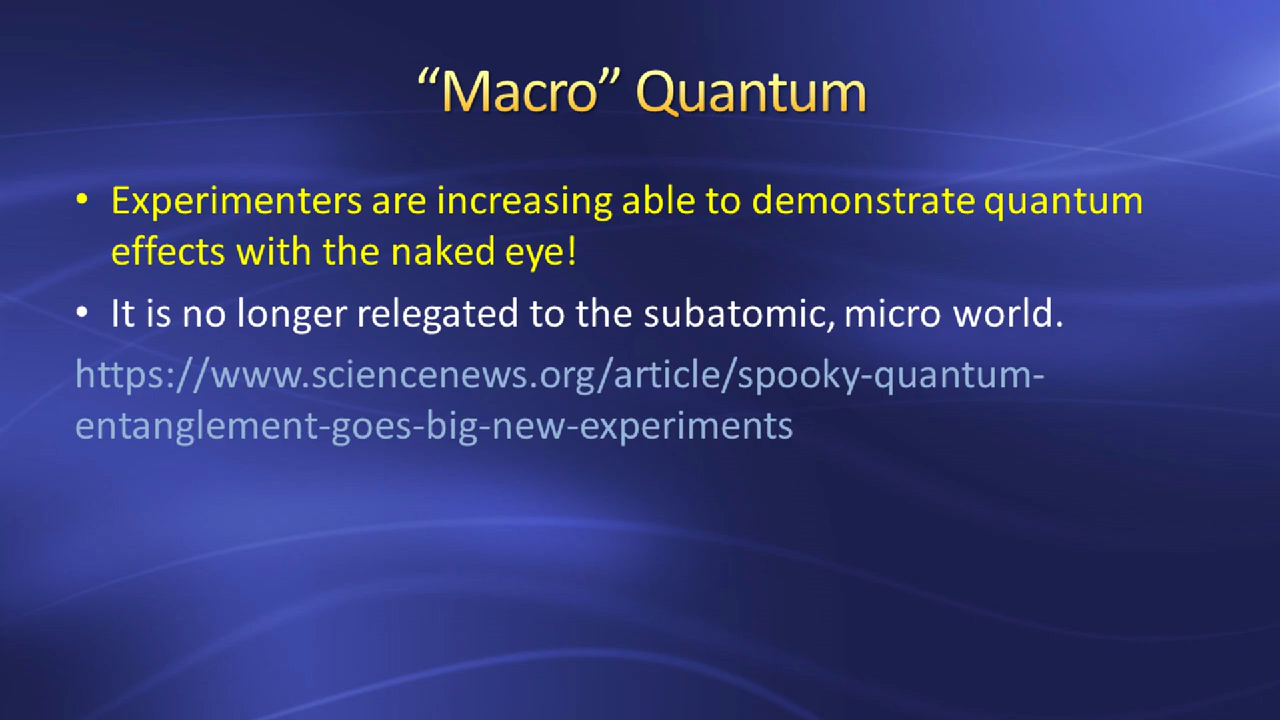 “Macro” Quantum
• Experimenters are increasing able to demonstrate quantum
effects with the naked eye!
• It is no longer relegated to the subatomic, micro world.
https://www.sciencenews.org/article/spooky-quantum-
entanglement-goes-big-new-experiments